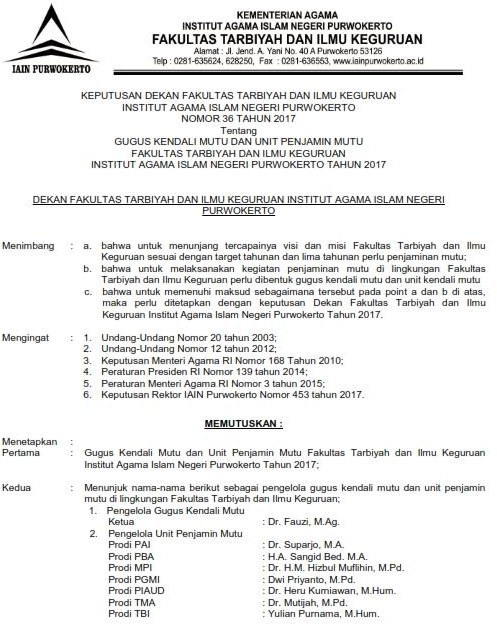 KEMENTERIAN AGAMA
INSTITUT AGAMA ISLAM NEGERI PURWOKERTO
FAKULTAS TARBIYAH DAN ILMU KEGURUAN
Alamat : Jl. Jend. A. Yani No. 40 A Purwokerto 53126
Telp : 0281-635624, 628250, Fax : 0281-636553, www.iainpurwokerto.ac.id
IAIN PURWOKERTO
KEPUTUSAN DEKAN FAKULTAS TARBIYAH DAN ILMU KEGURUAN
INSTITUT AGAMA ISLAM NEGERI PURWOKERTO
NOMOR 36 TAHUN 2017
Tentang
GUGUS KENDALI MUTU DAN UNIT PENJAMIN MUTU
FAKULTAS TARBIYAH DAN ILMU KEGURUAN
INSTITUT AGAMA ISLAM NEGERI PURWOKERTO TAHUN 2017
DEKAN FAKULTAS TARBIYAH DAN ILMU KEGURUAN INSTITUT AGAMA ISLAM NEGERI
PURWOKERTO
Menimbang : a. bahwa untuk menunjang tercapainya visi dan misi Fakultas Tarbiyah dan Ilmu
Keguruan sesuai dengan target tahunan dan lima tahunan perlu penjaminan mutu;
b. bahwa untuk melaksanakan kegiatan penjaminan mutu di lingkungan Fakultas
Tarbiyah dan Ilmu Keguruan perlu dibentuk gugus kendali mutu dan unit kendali mutu
c. bahwa untuk memenuhi maksud sebagaimana tersebut pada point a dan b di atas,
maka perlu ditetapkan dengan keputusan Dekan Fakultas Tarbiyah dan Ilmu
Keguruan Institut Agama Islam Negeri Purwokerto Tahun 2017.
Mengingat : 1. Undang-Undang Nomor 20 tahun 2003;
2. Undang-Undang Nomor 12 tahun 2012;
3. Keputusan Menteri Agama RI Nomor 168 Tahun 2010;
4. Peraturan Presiden RI Nomor 139 tahun 2014;
5. Peraturan Menteri Agama RI Nomor 3 tahun 2015;
6. Keputusan Rektor IAIN Purwokerto Nomor 453 tahun 2017.
MEMUTUSKAN :
Menetapkan :
Pertama : Gugus Kendali Mutu dan Unit Penjamin Mutu Fakultas Tarbiyah dan Ilmu Keguruan
Institut Agama Islam Negeri Purwokerto Tahun 2017;
Kedua : Menunjuk nama-nama berikut sebagai pengelola gugus kendali mutu dan unit penjamin
mutu di lingkungan Fakultas Tarbiyah dan Ilmu Keguruan;
1. Pengelola Gugus Kendali Mutu
Ketua : Dr. Fauzi, M.Ag.
2. Pengelola Unit Penjamin Mutu
Prodi PAI : Dr. Suparjo, M.A.
Prodi PBA : H.A. Sangid Bed. M.A.
Prodi MPI : Dr. H.M. Hizbul Muflihin, M.Pd.
Prodi PGMI : Dwi Priyanto, M.Pd.
Prodi PIAUD : Dr. Heru Kurniawan, M.Hum.
Prodi TMA : Dr. Mutijah, M.Pd.
Prodi TBI : Yulian Purnama, M.Hum.